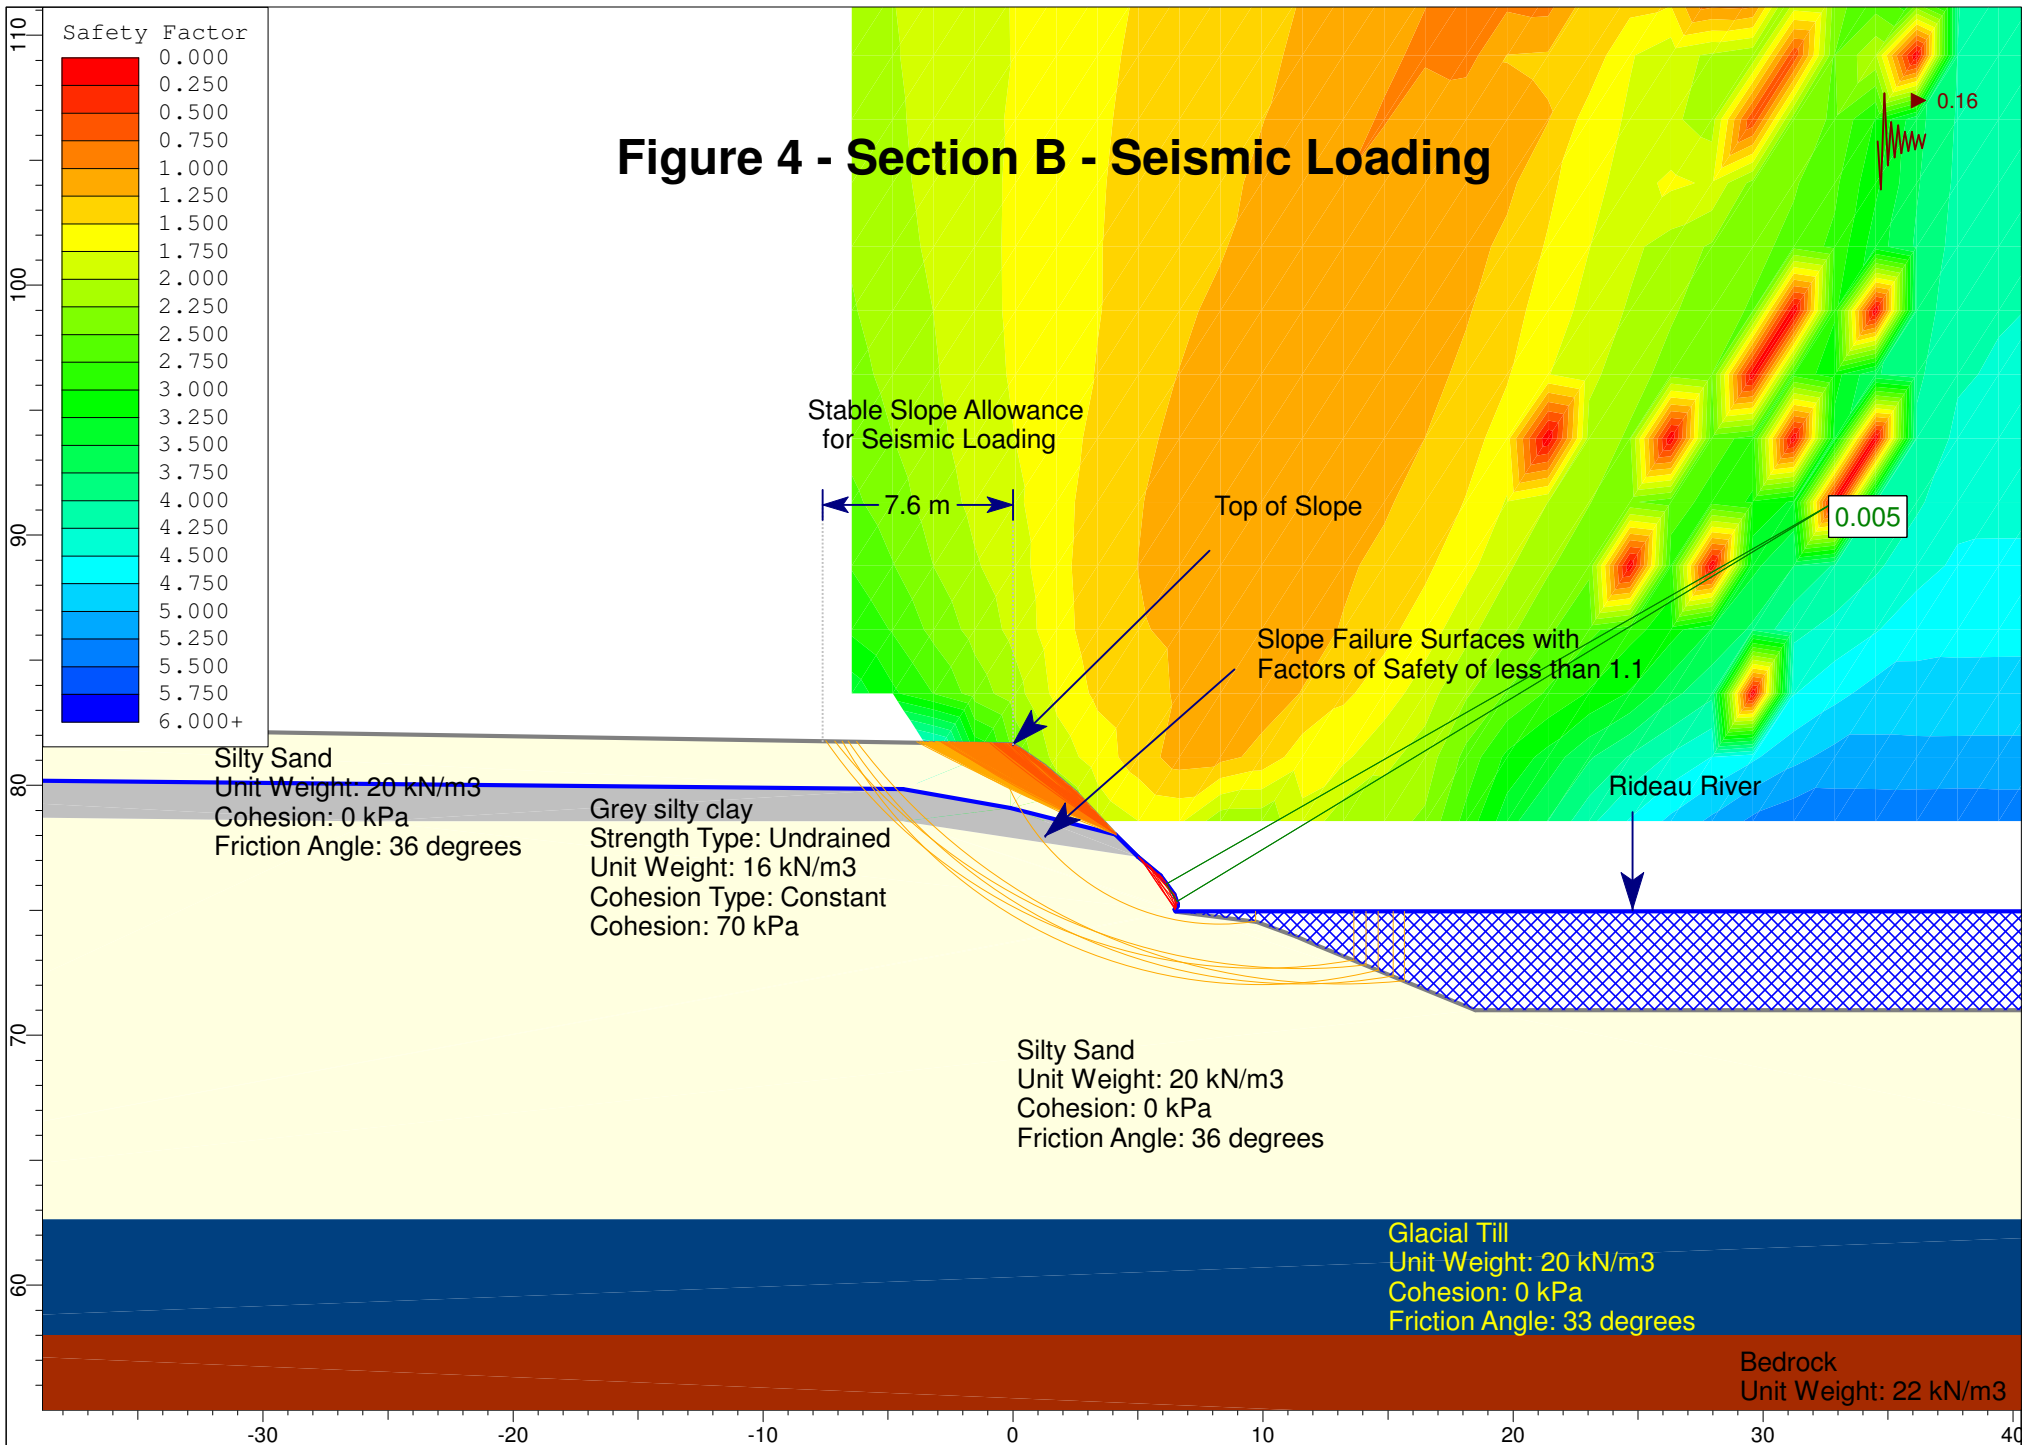 Safety Factor
0.000
0.250
0.500
0.750
1.000
1.250
1.500
1.750
2.000
2.250
2.500
2.750
3.000
3.250
3.500
3.750
4.000
4.250
4.500
4.750
5.000
5.250
5.500
5.750
6.000+
Figure 4 - Section B - Seismic Loading
0.16
Stable Slope Allowance
for Seismic Loading
7.6 m
Top of Slope
0.005
Slope Failure Surfaces with
Factors of Safety of less than 1.1
Rideau River
Silty Sand
Unit Weight: 20 kN/m3
Cohesion: 0 kPa
Friction Angle: 36 degrees
Grey silty clay
Strength Type: Undrained
Unit Weight: 16 kN/m3
Cohesion Type: Constant
Cohesion: 70 kPa
Silty Sand
Unit Weight: 20 kN/m3
Cohesion: 0 kPa
Friction Angle: 36 degrees
Glacial Till
Unit Weight: 20 kN/m3
Cohesion: 0 kPa
Friction Angle: 33 degrees
Bedrock
Unit Weight: 22 kN/m3
110
100
90
80
70
60
-30
-20
-10
0
10
20
30
40